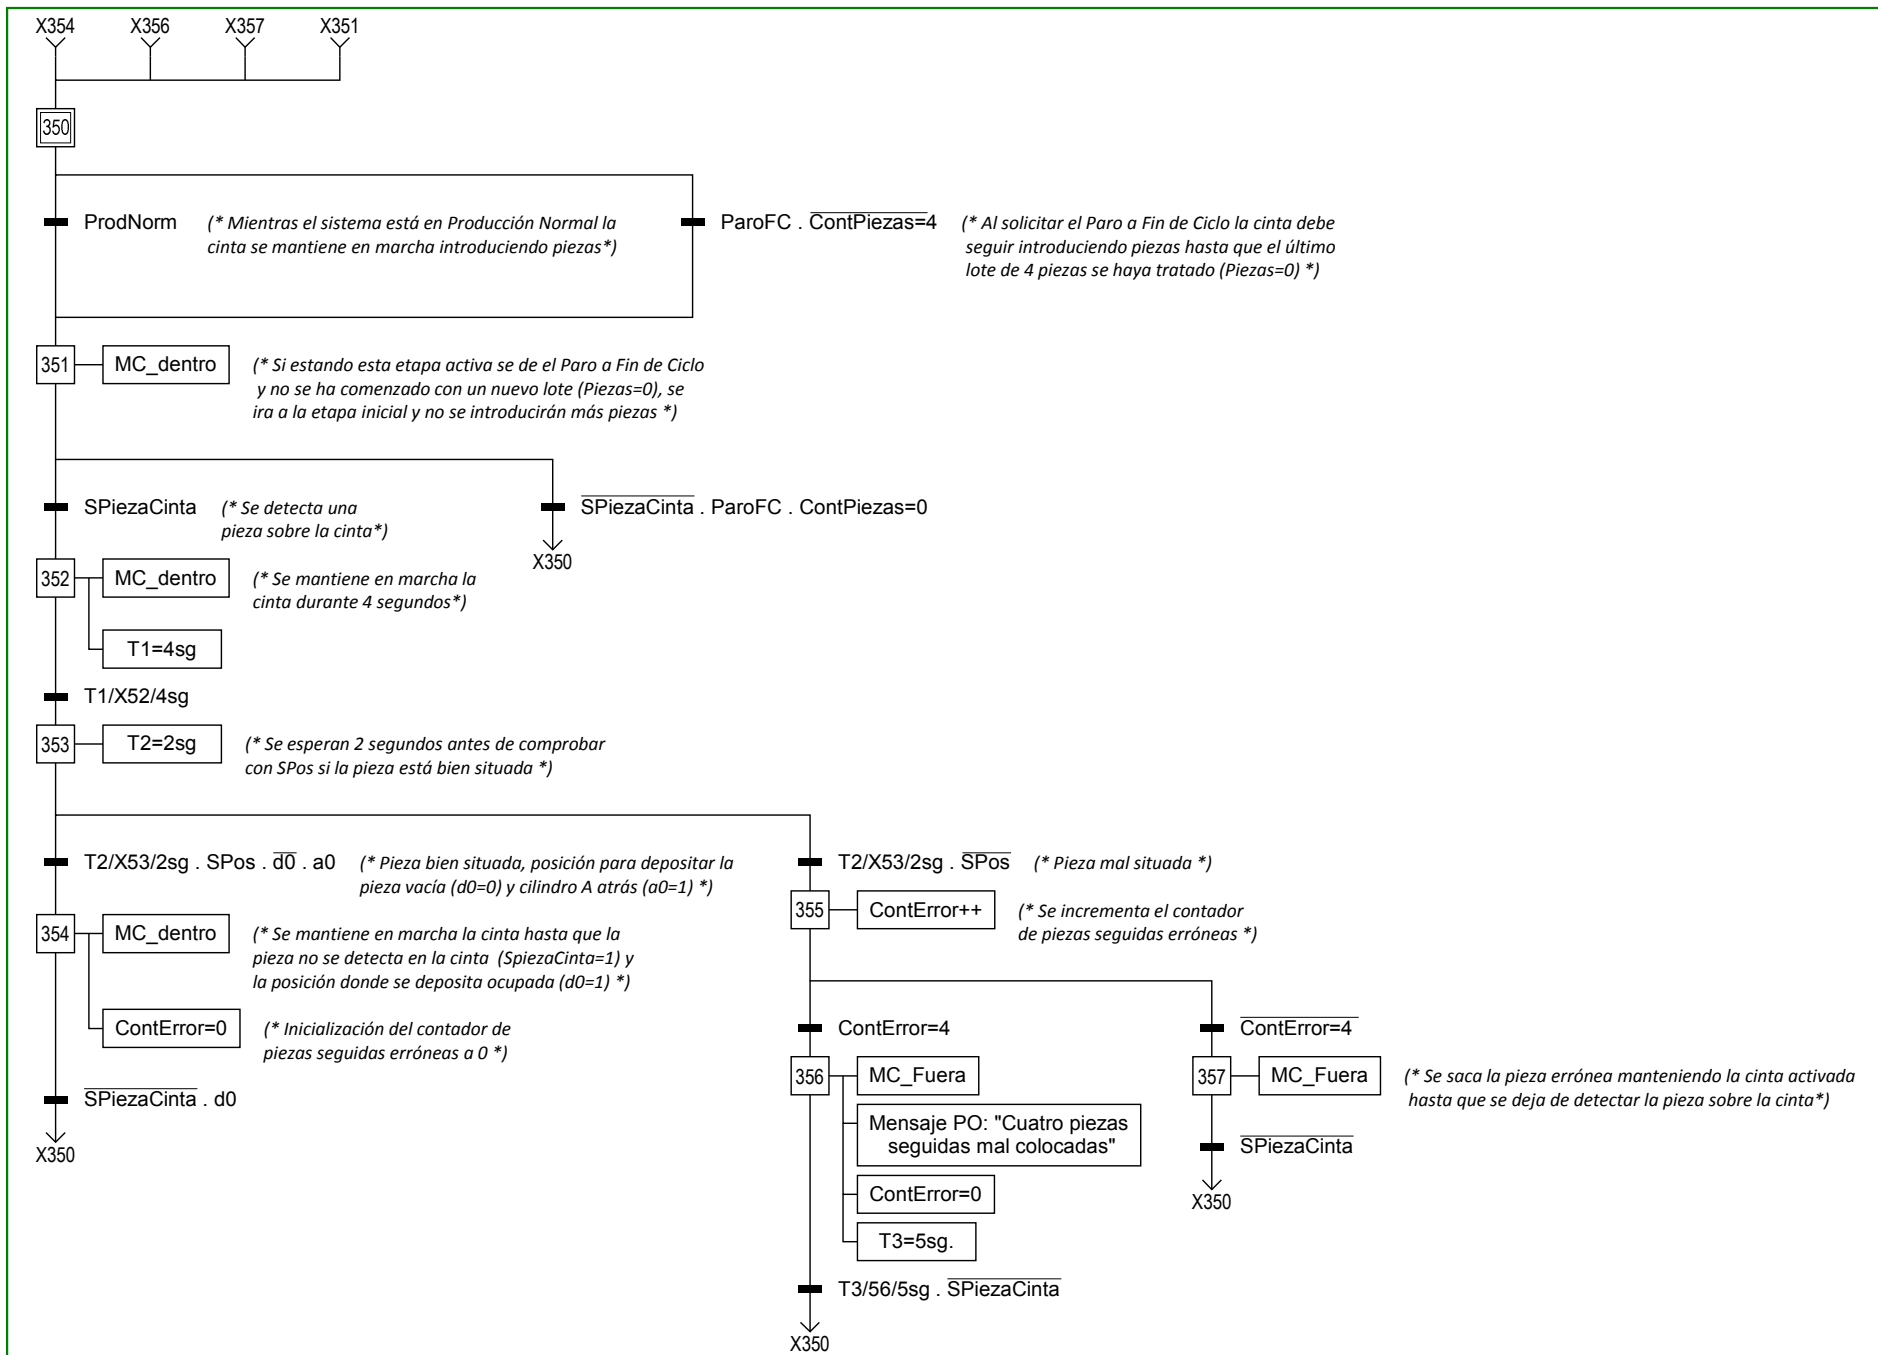 X354 X356 X357 X351
350
ProdNorm (* Mientras el sistema está en Producción Normal la
cinta se mantiene en marcha introduciendo piezas*)
ParoFC . C̅o̅n̅t̅P̅i̅e̅z̅a̅s̅=̅4 (* Al solicitar el Paro a Fin de Ciclo la cinta debe
seguir introduciendo piezas hasta que el último
lote de 4 piezas se haya tratado (Piezas=0) *)
351 MC_dentro (* Si estando esta etapa activa se de el Paro a Fin de Ciclo
y no se ha comenzado con un nuevo lote (Piezas=0), se
ira a la etapa inicial y no se introducirán más piezas *)
SPiezaCinta (* Se detecta una
pieza sobre la cinta*)
S̅P̅i̅e̅z̅a̅C̅i̅n̅t̅a̅ . ParoFC . ContPiezas=0
X350
352 MC_dentro (* Se mantiene en marcha la
cinta durante 4 segundos*)
T1=4sg
T1/X52/4sg
353 T2=2sg (* Se esperan 2 segundos antes de comprobar
con SPos si la pieza está bien situada *)
T2/X53/2sg . SPos . d̅0̅ . a0 (* Pieza bien situada, posición para depositar la
pieza vacía (d0=0) y cilindro A atrás (a0=1) *)
354 MC_dentro (* Se mantiene en marcha la cinta hasta que la
pieza no se detecta en la cinta (SpiezaCinta=1) y
la posición donde se deposita ocupada (d0=1) *)
ContError=0 (* Inicialización del contador de
piezas seguidas erróneas a 0 *)
S̅P̅i̅e̅z̅a̅C̅i̅n̅t̅a̅ . d0
X350
T2/X53/2sg . S̅P̅o̅s̅ (* Pieza mal situada *)
355 ContError++ (* Se incrementa el contador
de piezas seguidas erróneas *)
ContError=4
356 MC_Fuera
Mensaje PO: "Cuatro piezas
seguidas mal colocadas"
ContError=0
T3=5sg.
T3/56/5sg . S̅P̅i̅e̅z̅a̅C̅i̅n̅t̅a̅
X350
C̅o̅n̅t̅E̅r̅r̅o̅r̅=̅4̅
357 MC_Fuera (* Se saca la pieza errónea manteniendo la cinta activada
hasta que se deja de detectar la pieza sobre la cinta*)
S̅P̅i̅e̅z̅a̅C̅i̅n̅t̅a̅
X350